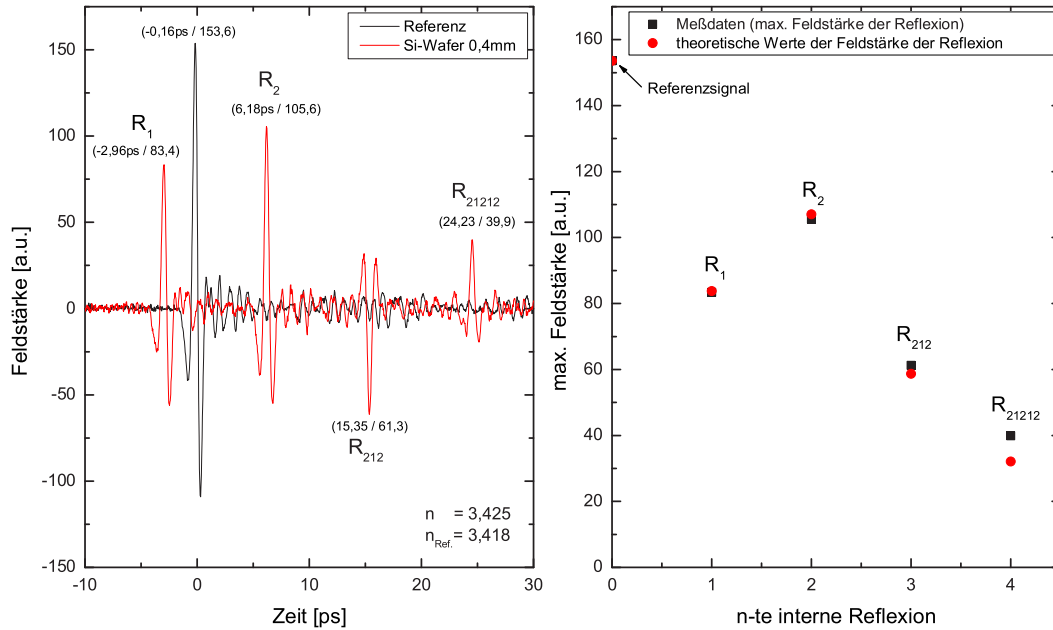 (-0,16ps / 153,6)
Referenz
Si-Wafer 0,4mm
R2
(6,18ps / 105,6)
R1
(-2,96ps / 83,4)
R21212
(24,23 / 39,9)
(15,35 / 61,3)
R212
n = 3,425
nRef. = 3,418
150
100
50
0
-50
-100
-150
-10
0
10
20
30
Feldstärke [a.u.]
Zeit [ps]
Meßdaten (max. Feldstärke der Reflexion)
theoretische Werte der Feldstärke der Reflexion
Referenzsignal
R2
R1
R212
R21212
160
140
120
100
80
60
40
20
0
0
1
2
3
4
max. Feldstärke [a.u.]
n-te interne Reflexion